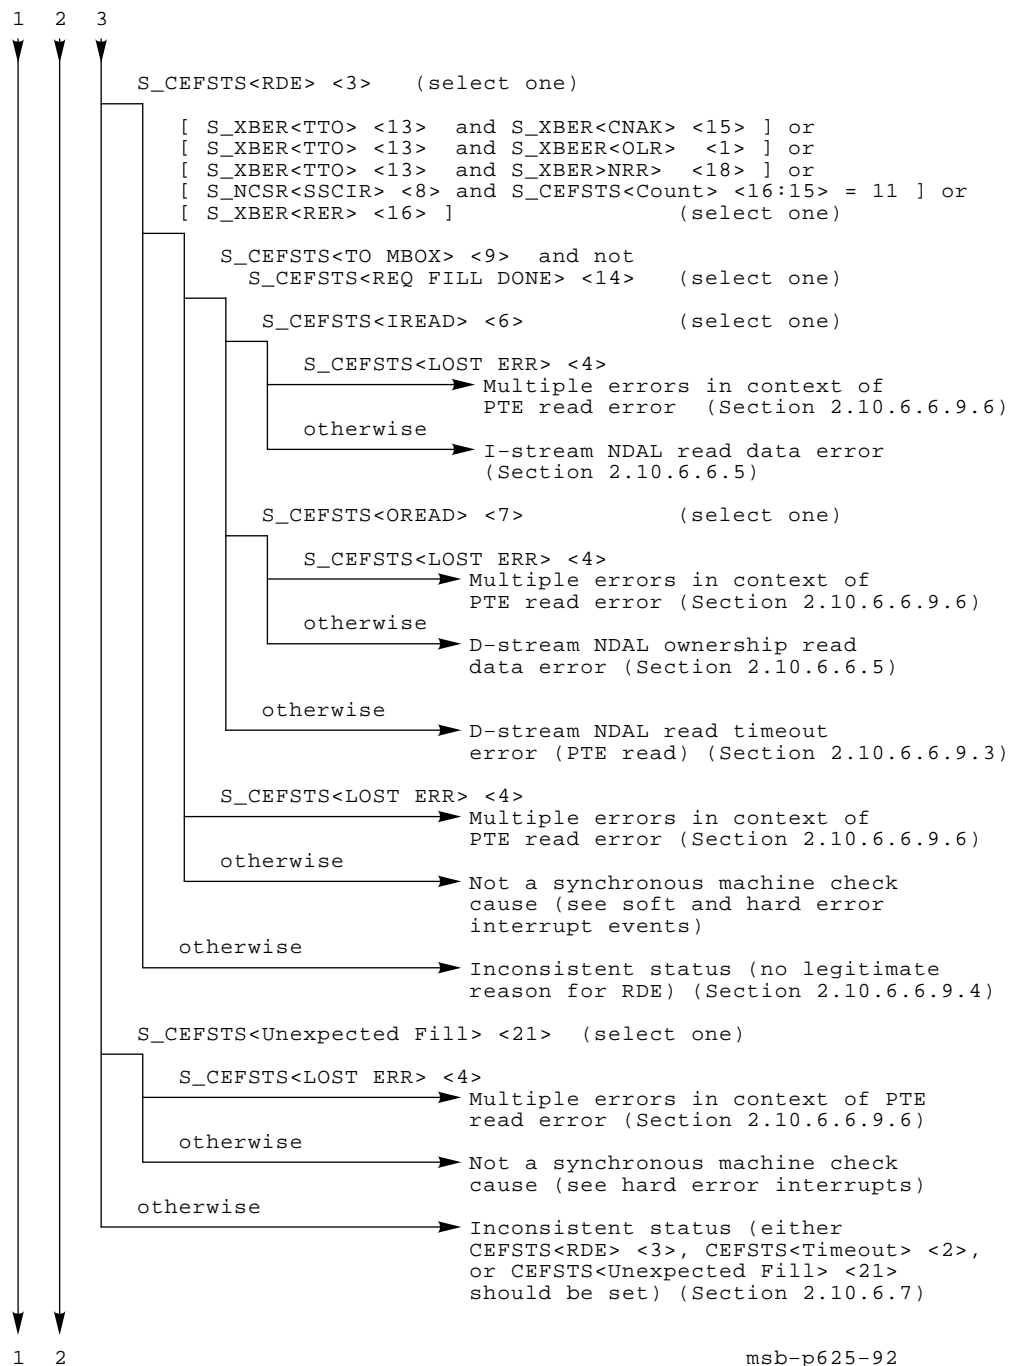 1 2 3
S_CEFSTS<RDE> <3> (select one)
[ S_XBER<TTO> <13> and S_XBER<CNAK> <15> ] or
[ S_XBER<TTO> <13> and S_XBEER<OLR> <1> ] or
[ S_XBER<TTO> <13> and S_XBER>NRR> <18> ] or
[ S_NCSR<SSCIR> <8> and S_CEFSTS<Count> <16:15> = 11 ] or
[ S_XBER<RER> <16> ] (select one)
S_CEFSTS<TO MBOX> <9> and not
S_CEFSTS<REQ FILL DONE> <14> (select one)
S_CEFSTS<IREAD> <6> (select one)
S_CEFSTS<LOST ERR> <4>
Multiple errors in context of
PTE read error (Section 2.10.6.6.9.6)
otherwise
I-stream NDAL read data error
(Section 2.10.6.6.5)
S_CEFSTS<OREAD> <7> (select one)
S_CEFSTS<LOST ERR> <4>
Multiple errors in context of
PTE read error (Section 2.10.6.6.9.6)
otherwise
D-stream NDAL ownership read
data error (Section 2.10.6.6.5)
otherwise
D-stream NDAL read timeout
error (PTE read) (Section 2.10.6.6.9.3)
S_CEFSTS<LOST ERR> <4>
Multiple errors in context of
PTE read error (Section 2.10.6.6.9.6)
otherwise
Not a synchronous machine check
cause (see soft and hard error
interrupt events)
otherwise
Inconsistent status (no legitimate
reason for RDE) (Section 2.10.6.6.9.4)
S_CEFSTS<Unexpected Fill> <21> (select one)
S_CEFSTS<LOST ERR> <4>
Multiple errors in context of PTE
read error (Section 2.10.6.6.9.6)
otherwise
Not a synchronous machine check
cause (see hard error interrupts)
otherwise
Inconsistent status (either
CEFSTS<RDE> <3>, CEFSTS<Timeout> <2>,
or CEFSTS<Unexpected Fill> <21>
should be set) (Section 2.10.6.7)
1 2
msb-p625-92